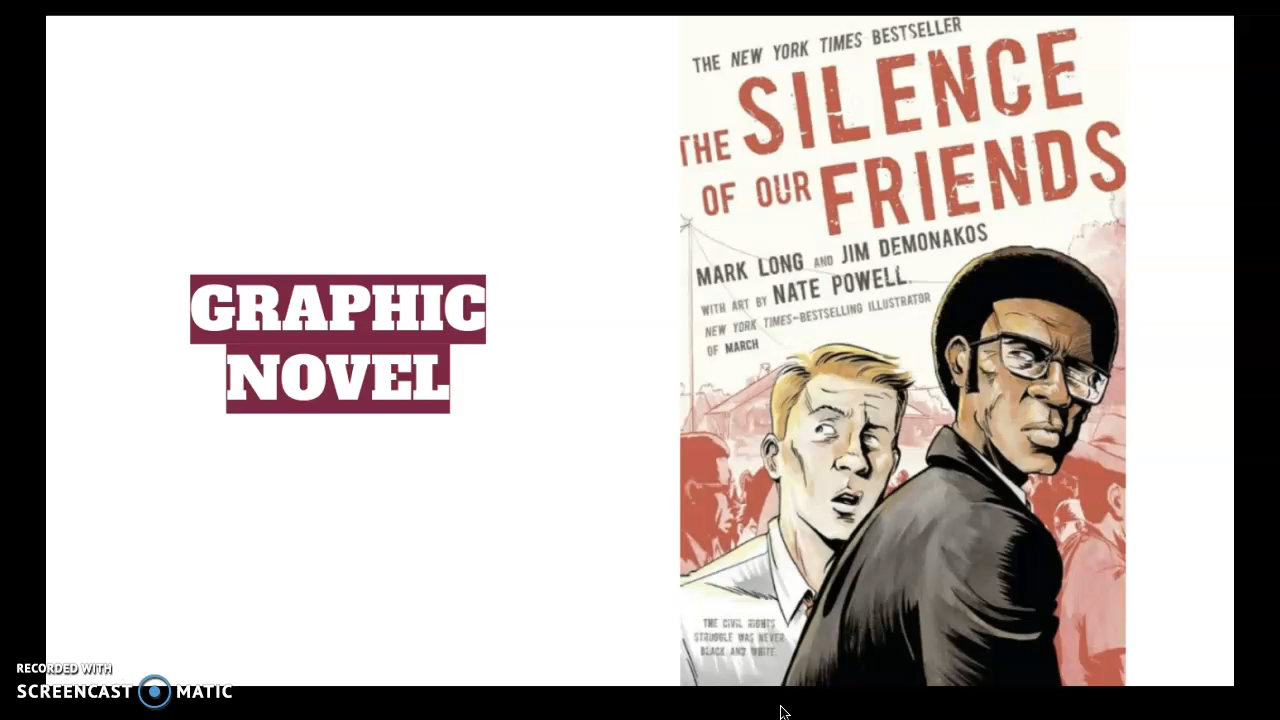 GRAPHIC
NOVEL
THE NEW YORK TIMES BESTSELLER
THE SILENCE
OF OUR FRIENDS
MARK LONG AND JIM DEMONAKOS
WITH ART BY NATE POWELL,
NEW YORK TIMES-BESTSELLING ILLUSTRATOR
OF MARCH
THE CIVIL RIGHTS
STRUGGLE WAS NEVER
BLACK AND WHITE.
RECORDED WITH
SCREENCAST MATIC